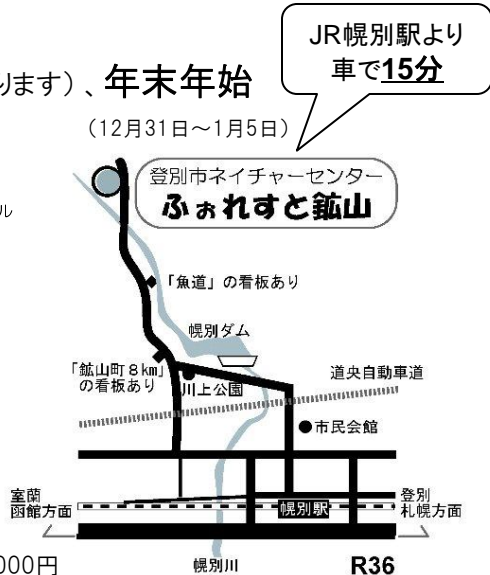 JR幌別駅より
車で15分
ります）、年末年始
（12月31日～1月5日）
登別市ネイチャーセンター
ふぉれすと鉱山
ル
「魚道」の看板あり
幌別ダム
「鉱山町8km」
の看板あり
川上公園
道央自動車道
市民会館
室蘭
函館方面
幌別駅
登別
札幌方面
000円
幌別川
R36